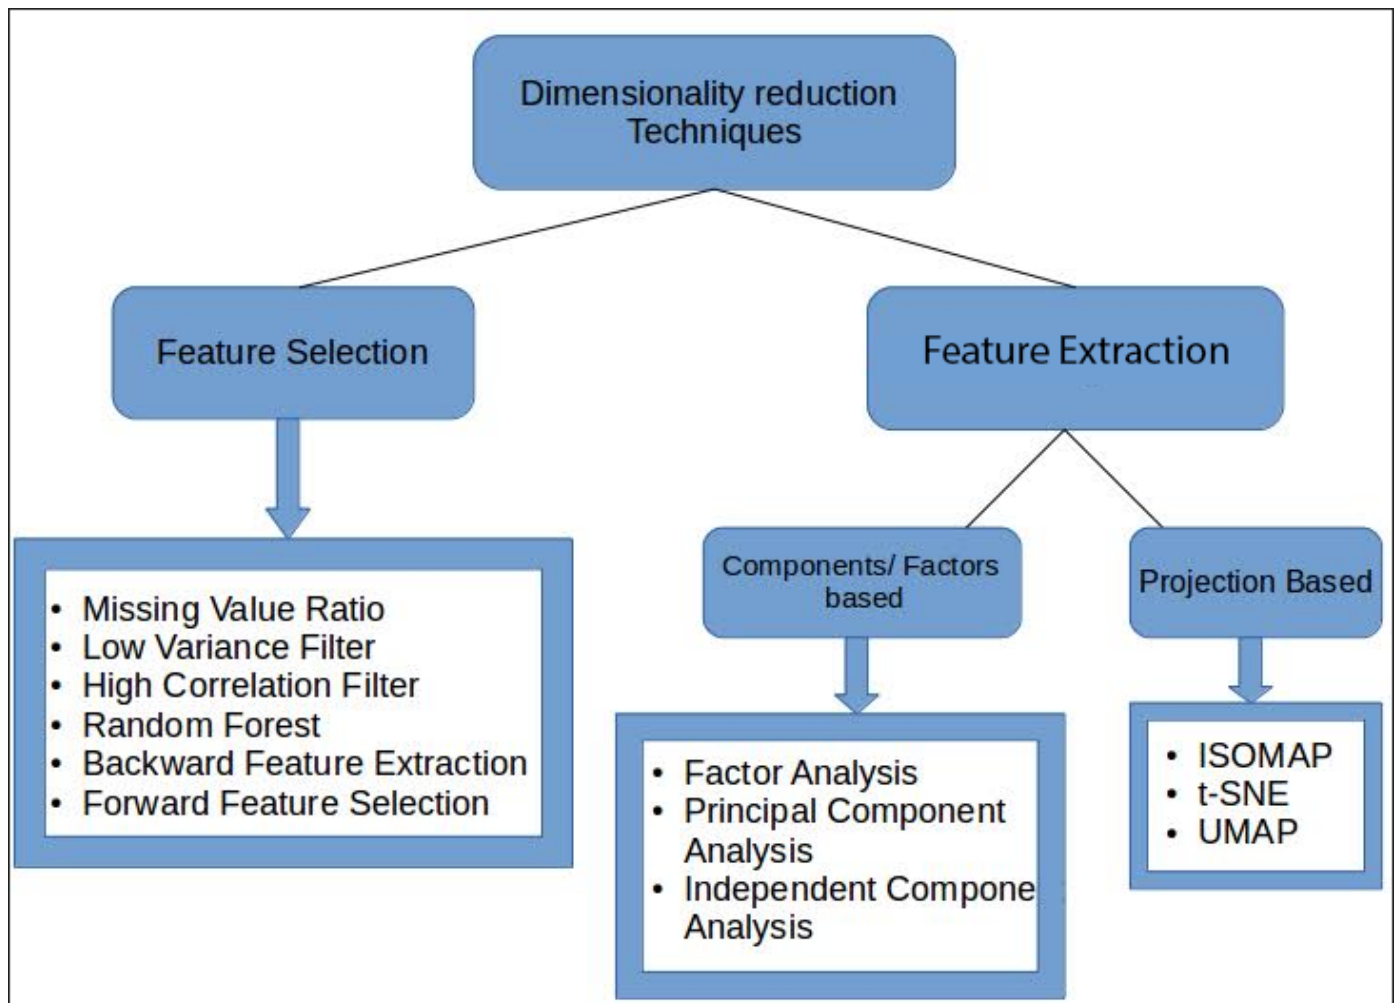 Dimensionality reduction
Techniques
Feature Selection
Feature Extraction
• Missing Value Ratio
• Low Variance Filter
• High Correlation Filter
• Random Forest
• Backward Feature Extraction
• Forward Feature Selection
Components/ Factors
based
• Factor Analysis
• Principal Component
Analysis
• Independent Compone
Analysis
Projection Based
• ISOMAP
• t-SNE
• UMAP